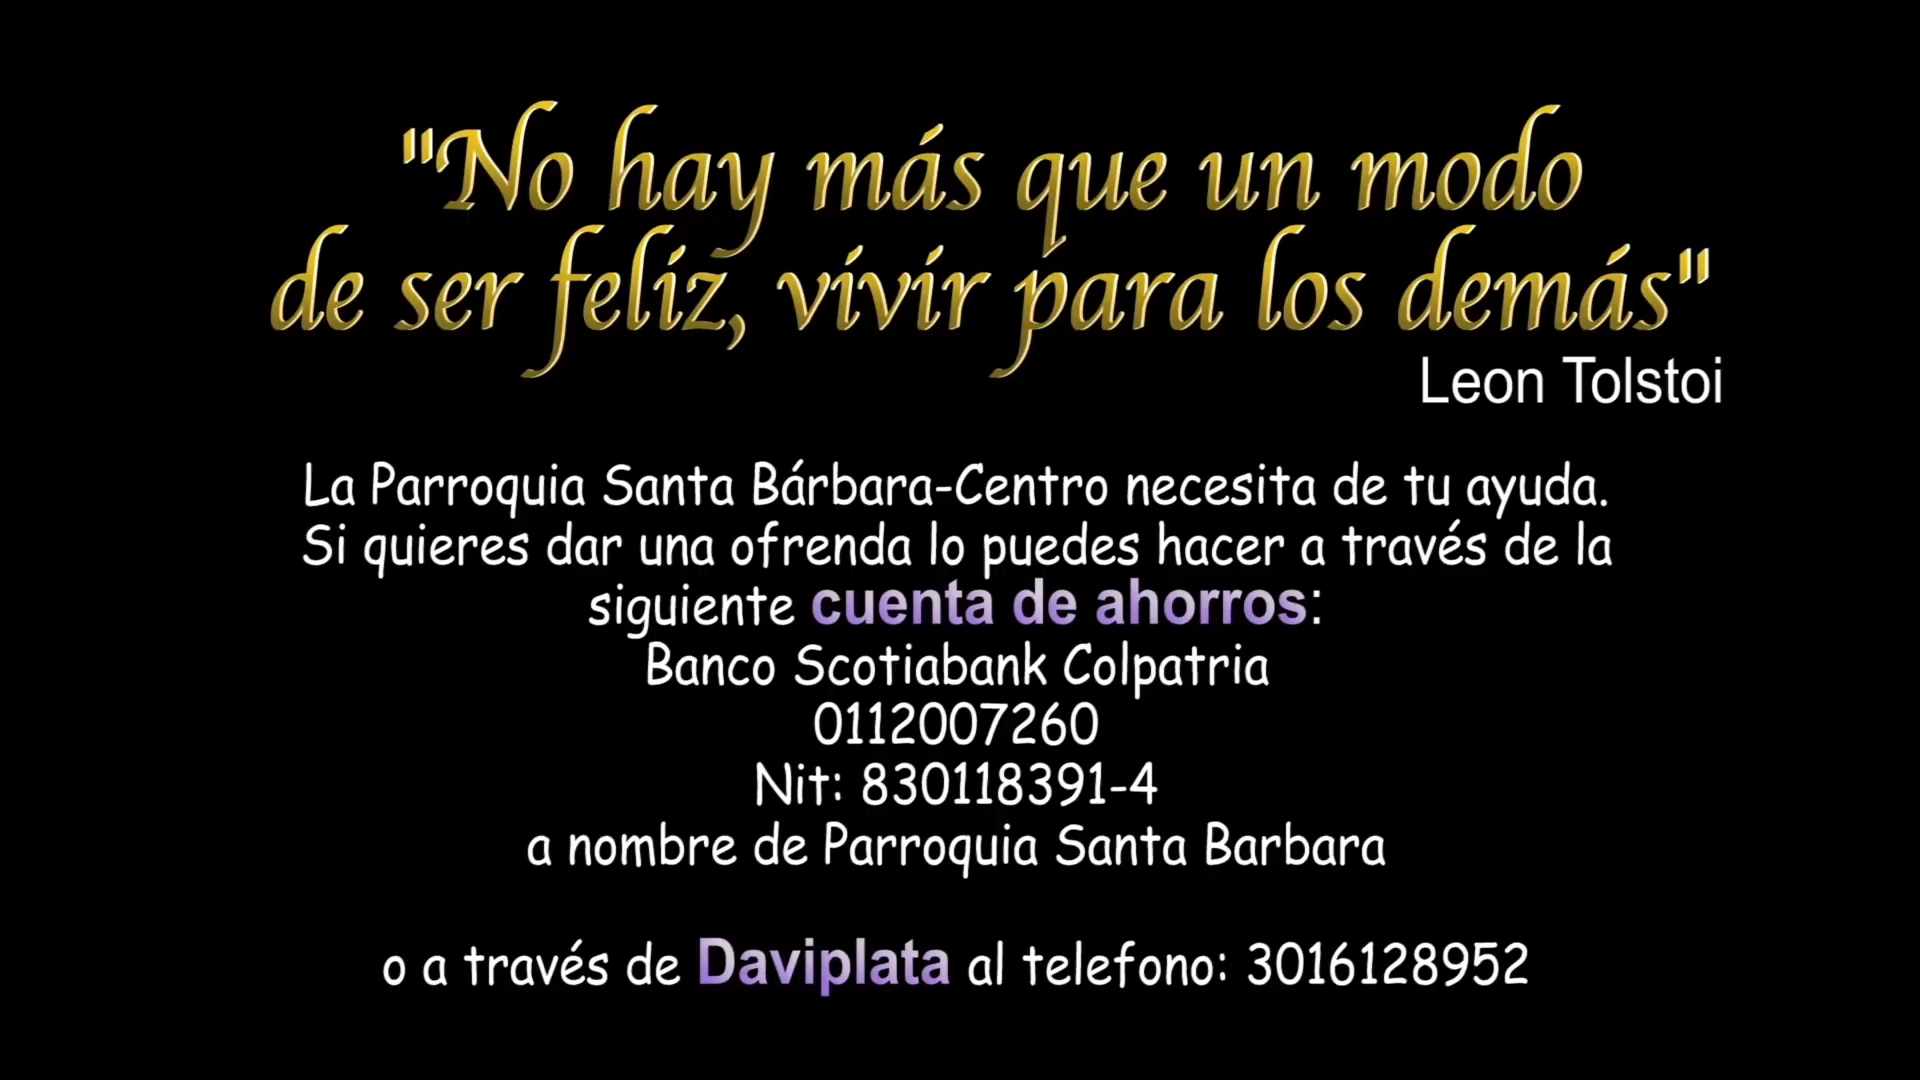 "No hay más que un modo
de ser feliz, vivir para los demás"
Leon Tolstoi
La Parroquia Santa Bárbara-Centro necesita de tu ayuda.
Si quieres dar una ofrenda lo puedes hacer a través de la
siguiente cuenta de ahorros:
Banco Scotiabank Colpatria
0112007260
Nit: 830118391-4
a nombre de Parroquia Santa Barbara
o a través de Daviplata al telefono: 3016128952